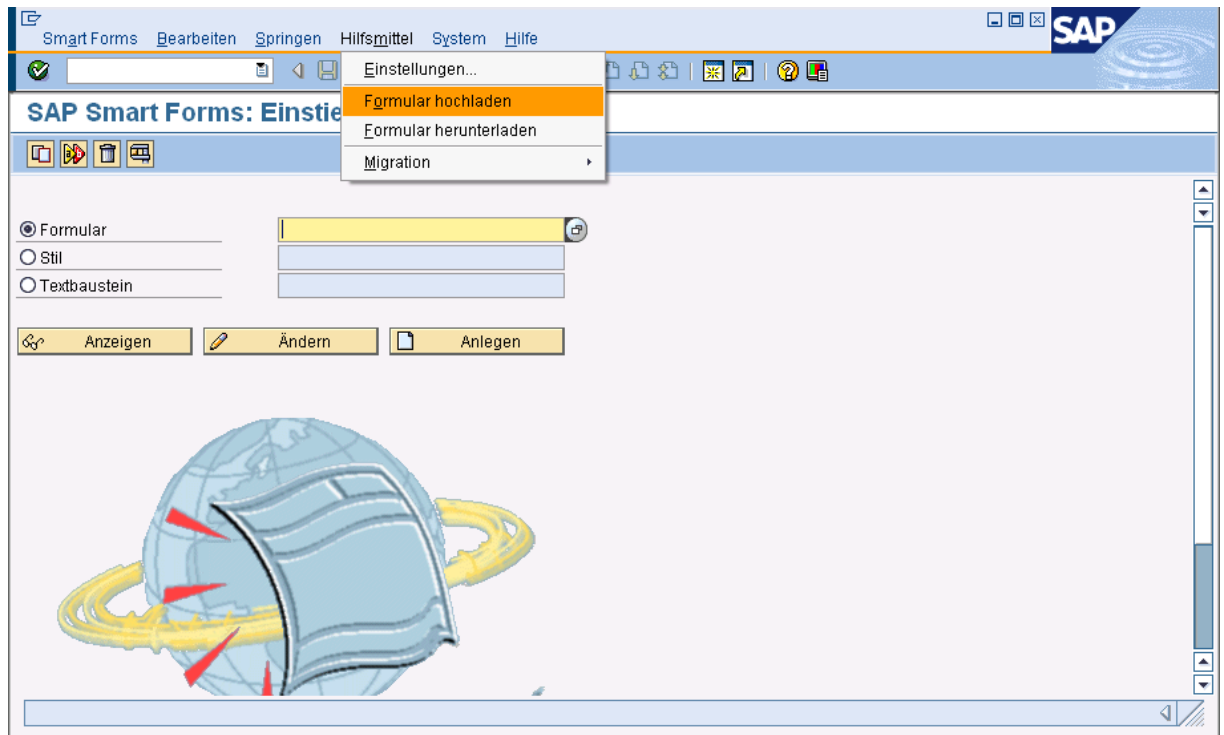 Smart Forms Bearbeiten Springen Hilfsmittel System Hilfe
SAP
Einstellungen...
SAP Smart Forms: Einstie
Formular hochladen
Formular herunterladen
Migration
Formular
Stil
Textbaustein
Anzeigen Ändern Anlegen